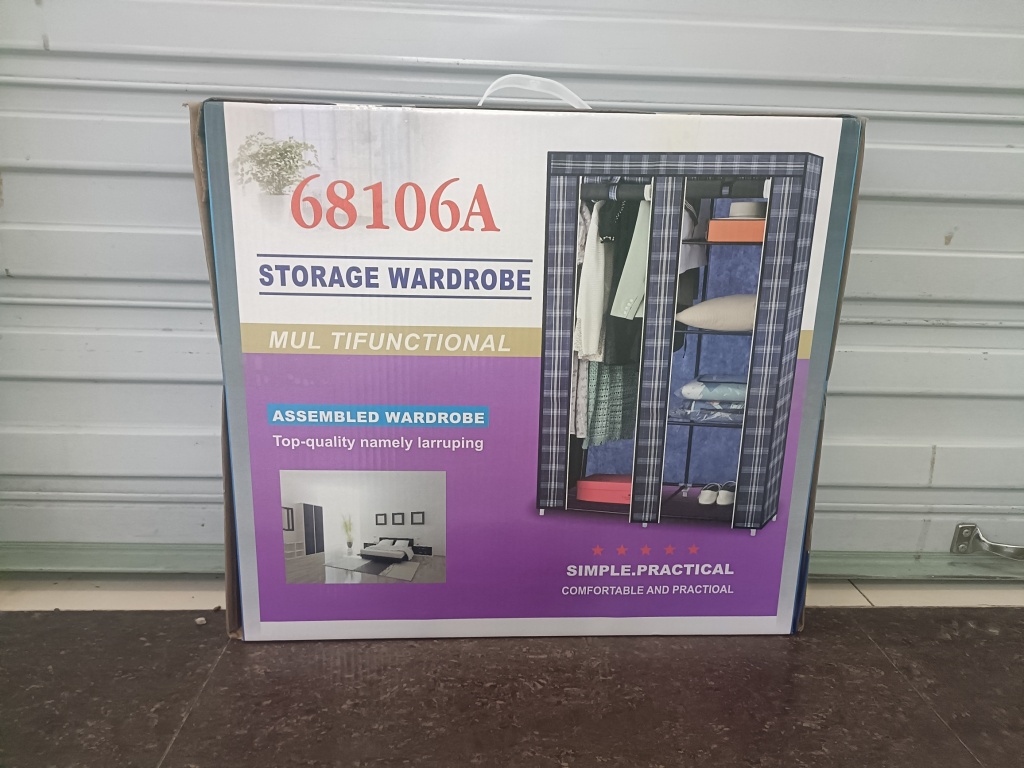 68106A
STORAGE WARDROBE
MUL TIFUNCTIONAL
ASSEMBLED WARDROBE
Top-quality namely larruping
SIMPLE.PRACTICAL
COMFORTABLE AND PRACTIOAL